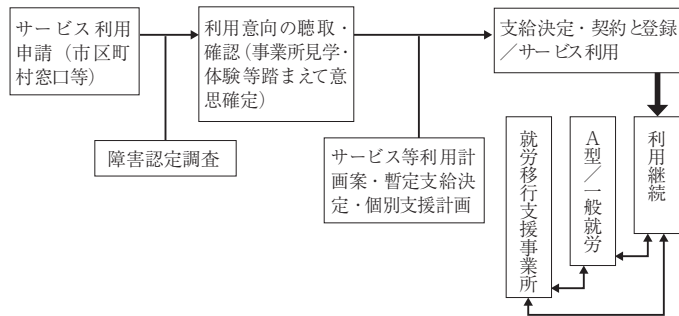 サービス利用
申請（市区町
村窓口等）
利用意向の聴取・
確認（事業所見学・
体験等踏まえて意
思確定）
支給決定・契約と登録
／サービス利用
障害認定調査
サービス等利用計
画案・暫定支給決
定・個別支援計画
就労移行支援事業所
A型／一般就労
利用継続